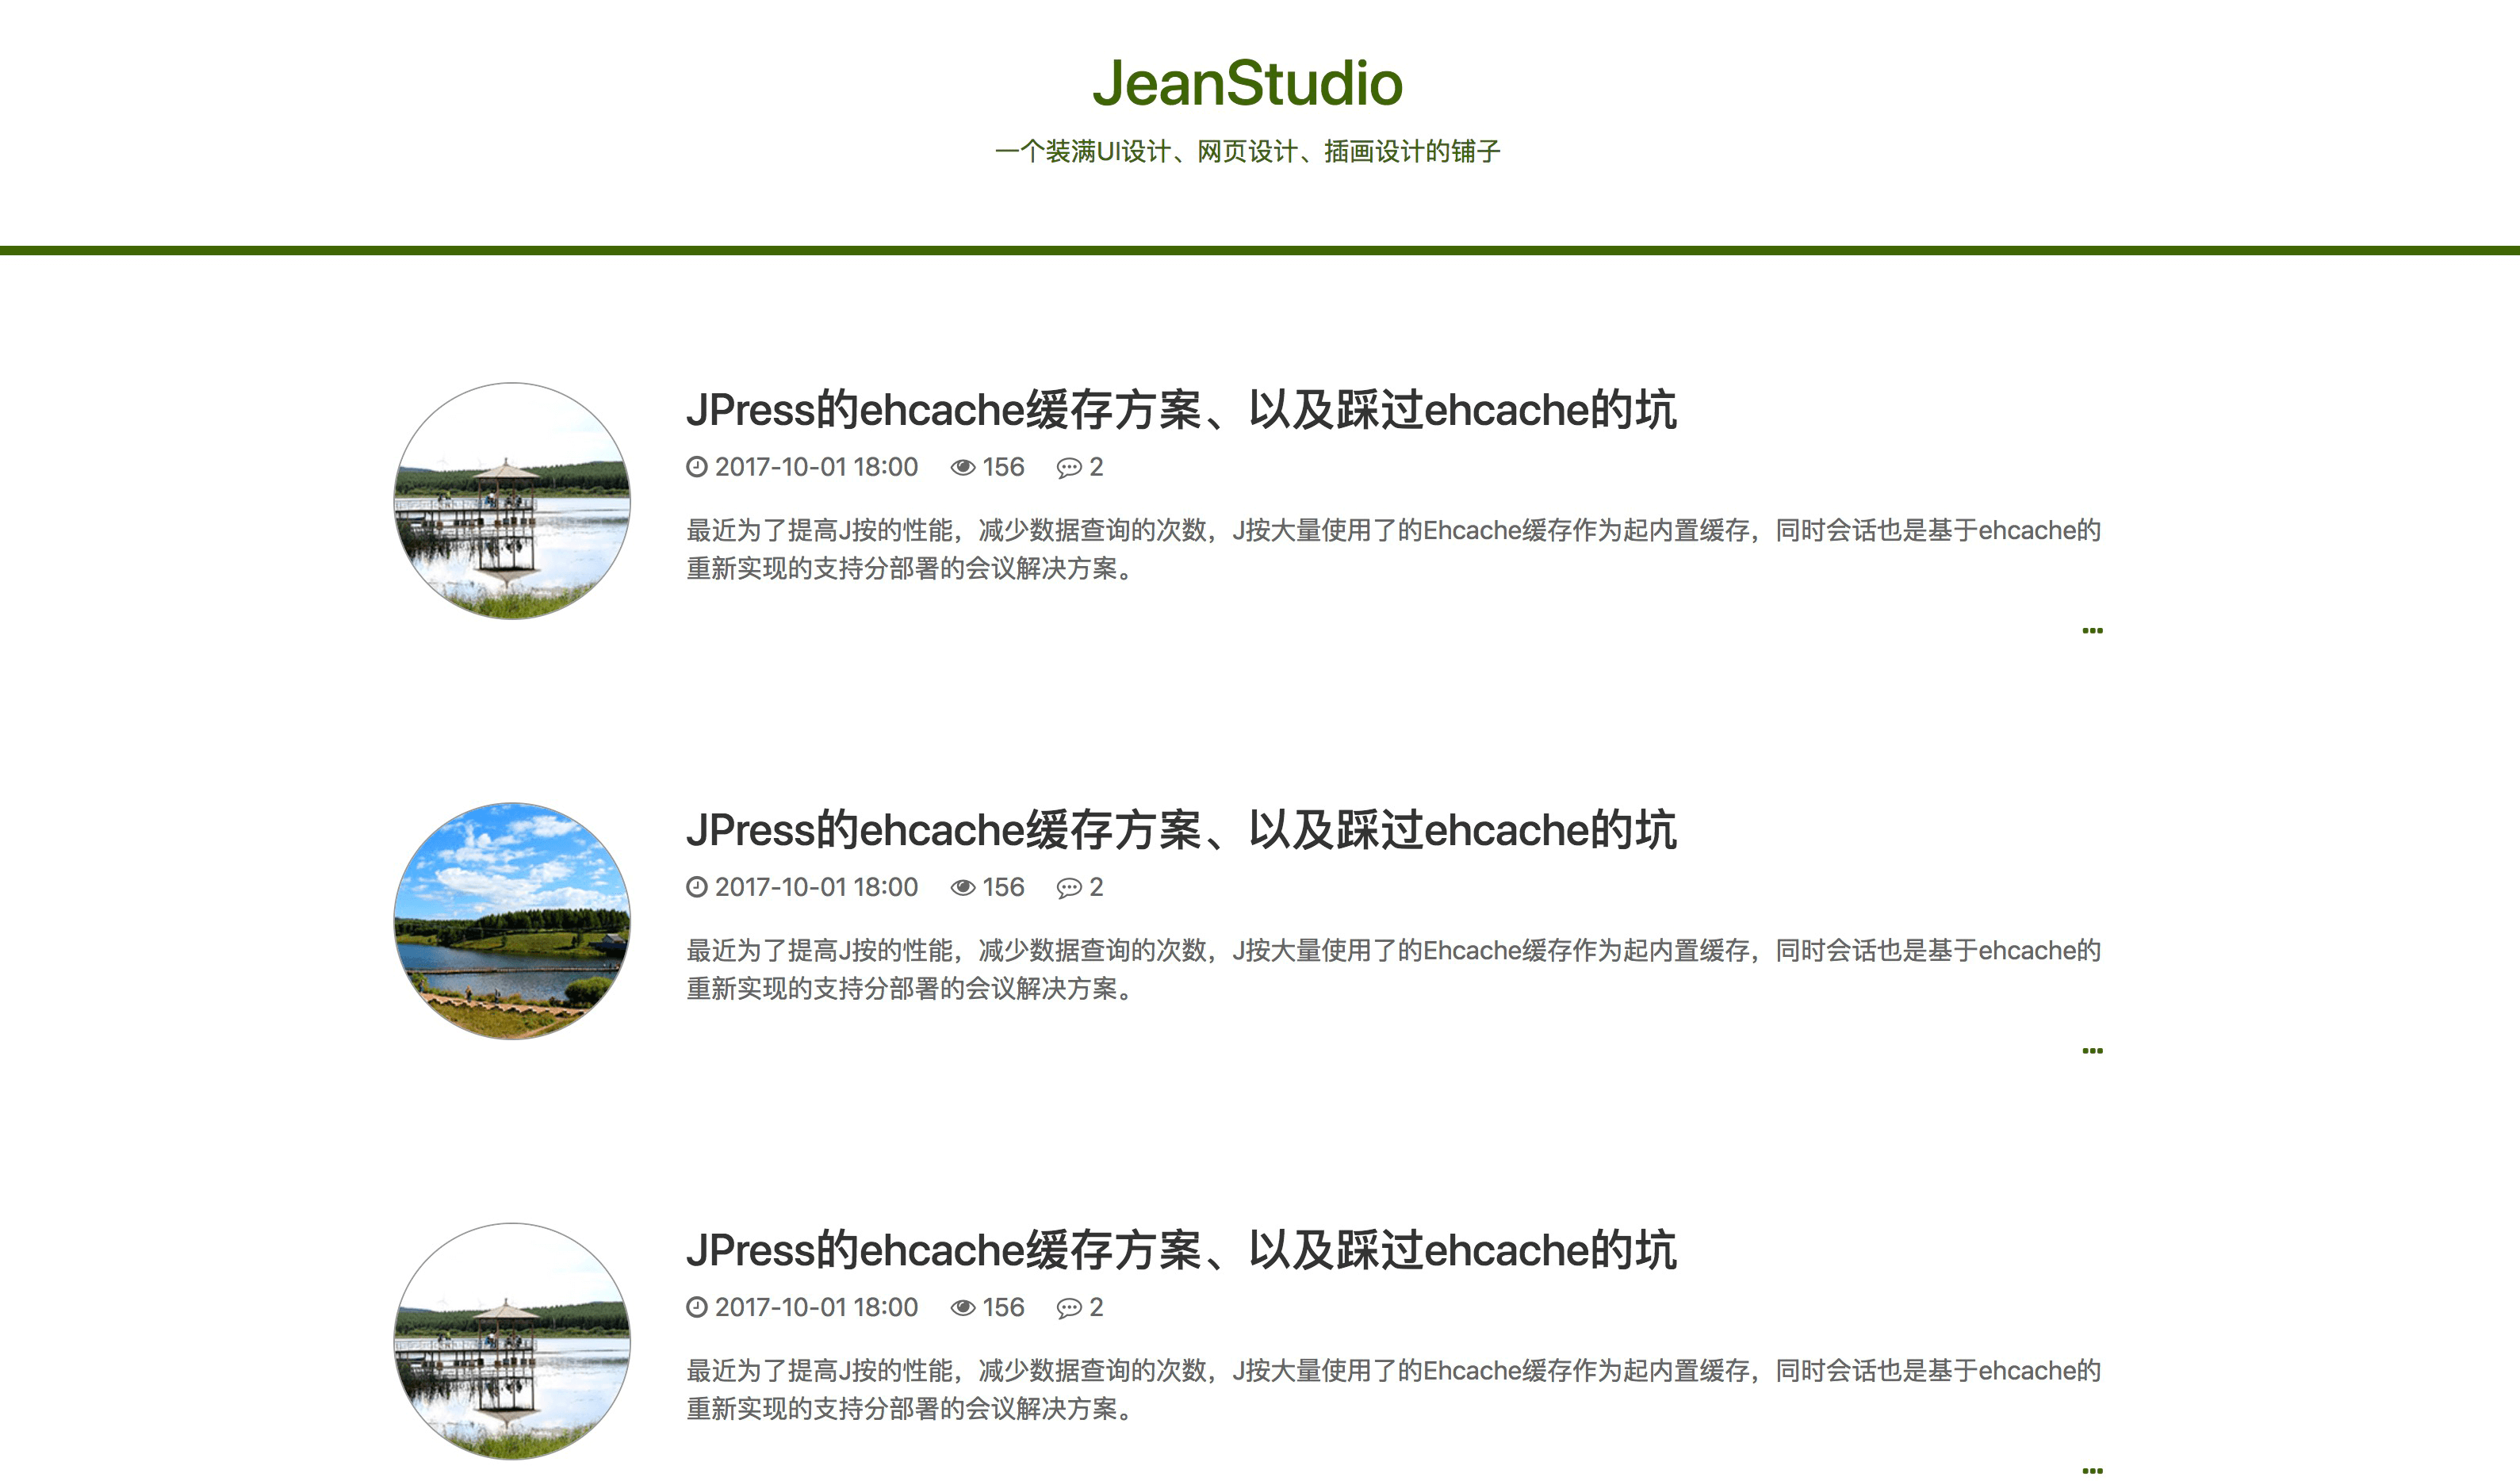 JeanStudio
一个装满UI设计、网页设计、插画设计的铺子
JPress的ehcache缓存方案、以及踩过ehcache的坑
2017-10-01 18:00 156 2
最近为了提高J按的性能，减少数据查询的次数，J按大量使用了的Ehcache缓存作为起内置缓存，同时会话也是基于ehcache的
重新实现的支持分部署的会议解决方案。
JPress的ehcache缓存方案、以及踩过ehcache的坑
2017-10-01 18:00 156 2
最近为了提高J按的性能，减少数据查询的次数，J按大量使用了的Ehcache缓存作为起内置缓存，同时会话也是基于ehcache的
重新实现的支持分部署的会议解决方案。
JPress的ehcache缓存方案、以及踩过ehcache的坑
2017-10-01 18:00 156 2
最近为了提高J按的性能，减少数据查询的次数，J按大量使用了的Ehcache缓存作为起内置缓存，同时会话也是基于ehcache的
重新实现的支持分部署的会议解决方案。